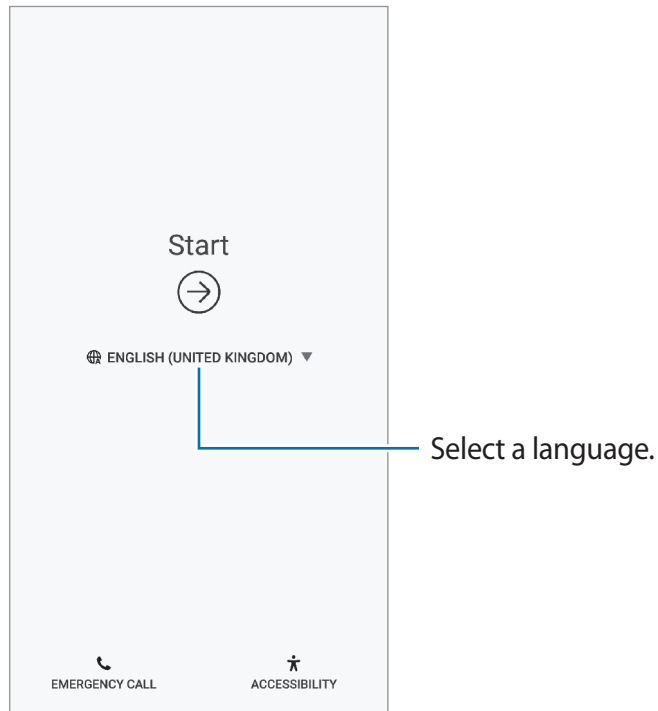 Start
ENGLISH (UNITED KINGDOM)
Select a language.
EMERGENCY CALL
ACCESSIBILITY